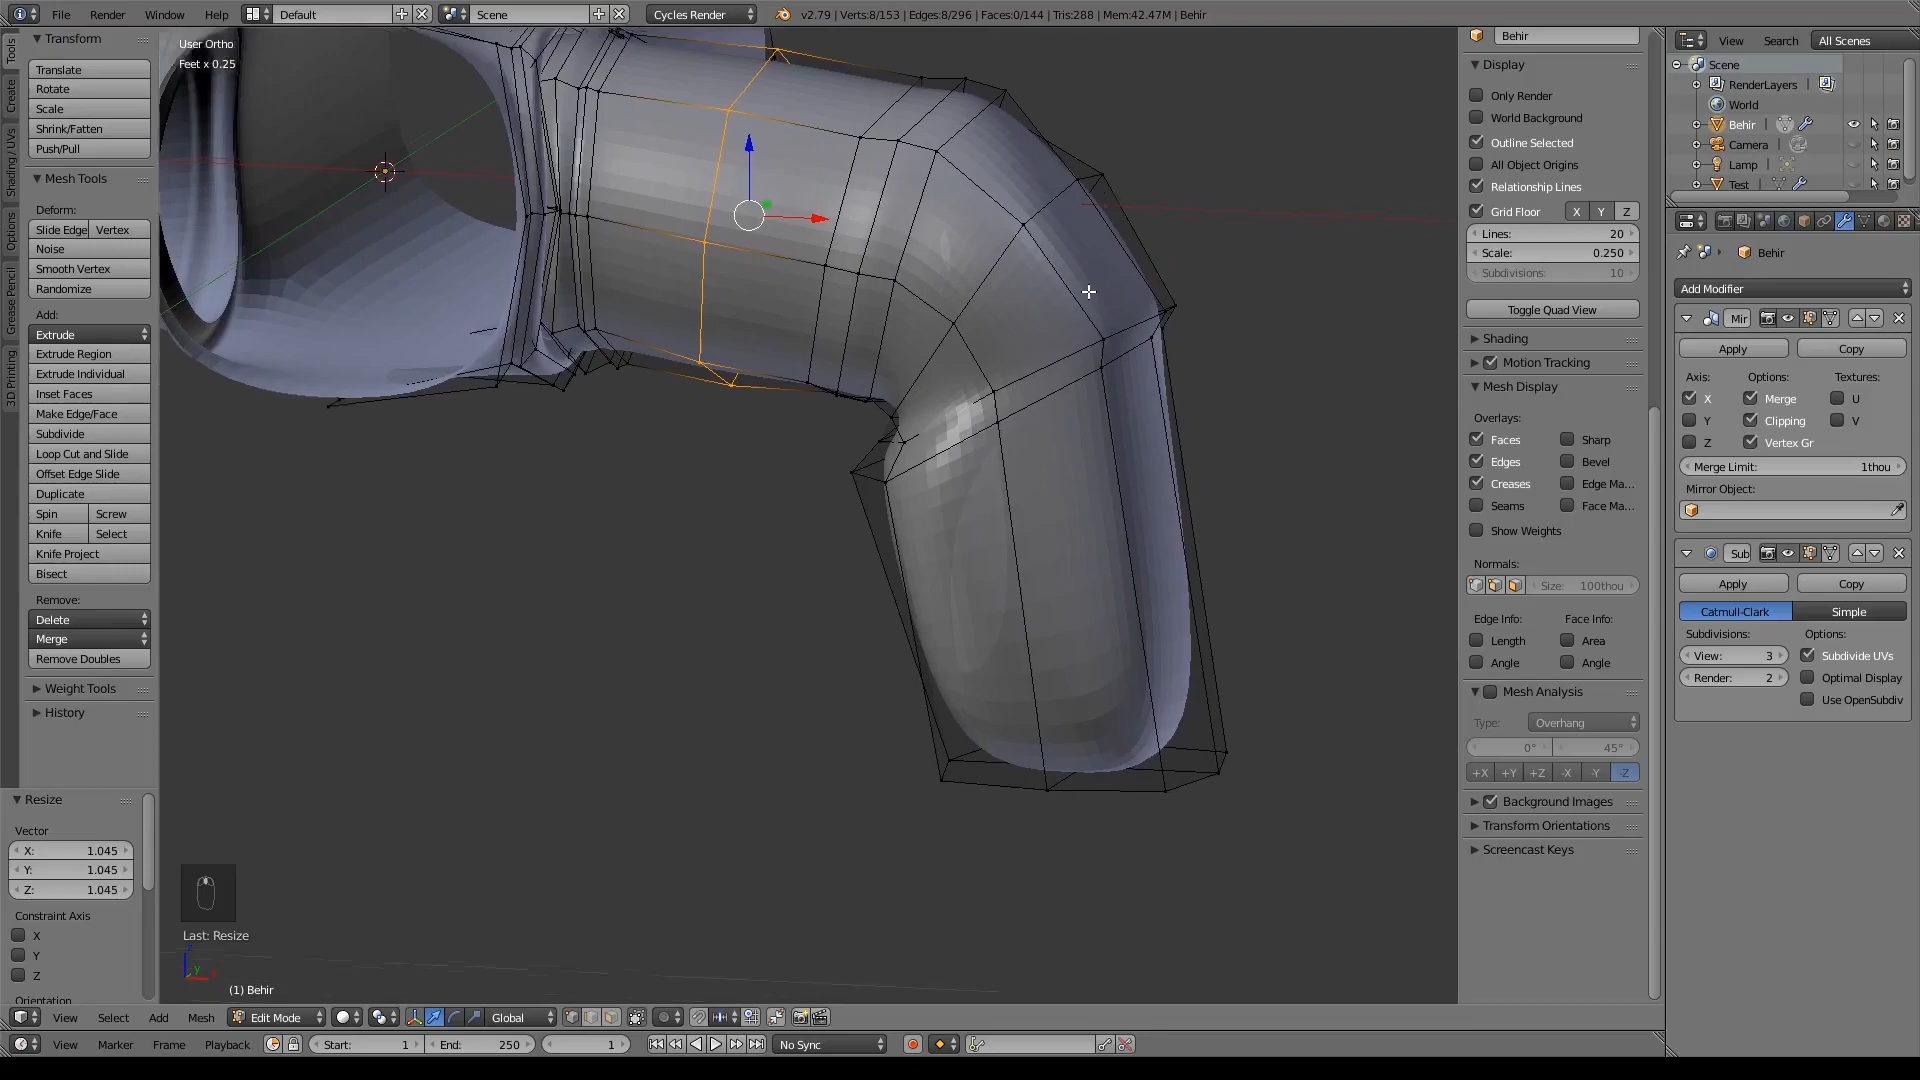 File Render Window Help Default Scene Cycles Render v2.79 | Verts:8/153 | Edges:8/296 | Faces:0/144 | Tris:288 | Mem:42.47M | Behir
Tools
Create
Shading / UVs
Options
Grease Pencil
3D Printing
Transform
Translate
Rotate
Scale
Shrink/Fatten
Push/Pull
Mesh Tools
Deform:
Slide Edge Vertex
Noise
Smooth Vertex
Randomize
Add:
Extrude
Extrude Region
Extrude Individual
Inset Faces
Make Edge/Face
Subdivide
Loop Cut and Slide
Offset Edge Slide
Duplicate
Spin Screw
Knife Select
Knife Project
Bisect
Remove:
Delete
Merge
Remove Doubles
Weight Tools
History
Resize
Vector
X: 1.045
Y: 1.045
Z: 1.045
Constraint Axis
X
Y
Z
Orientation
User Ortho
Feet x 0.25
Last: Resize
z
y
x
(1) Behir
Behir
Display
Only Render
World Background
Outline Selected
All Object Origins
Relationship Lines
Grid Floor X Y Z
Lines: 20
Scale: 0.250
Subdivisions: 10
Toggle Quad View
Shading
Motion Tracking
Mesh Display
Overlays:
Faces Sharp
Edges Bevel
Creases Edge Ma...
Seams Face Ma...
Show Weights
Normals:
Size: 100thou
Edge Info: Face Info:
Length Area
Angle Angle
Mesh Analysis
Type: Overhang
0° 45°
+X +Y +Z -X -Y -Z
Background Images
Transform Orientations
Screencast Keys
View Search All Scenes
Scene
RenderLayers
World
Behir
Camera
Lamp
Test
Behir
Add Modifier
Mir
Apply Copy
Axis: Options: Textures:
X Merge U
Y Clipping V
Z Vertex Gr
Merge Limit: 1thou
Mirror Object:
Sub
Apply Copy
Catmull-Clark Simple
Subdivisions: Options:
View: 3 Subdivide UVs
Render: 2 Optimal Display
Use OpenSubdiv
View Select Add Mesh Edit Mode Global
View Marker Frame Playback Start: 1 End: 250 1 No Sync